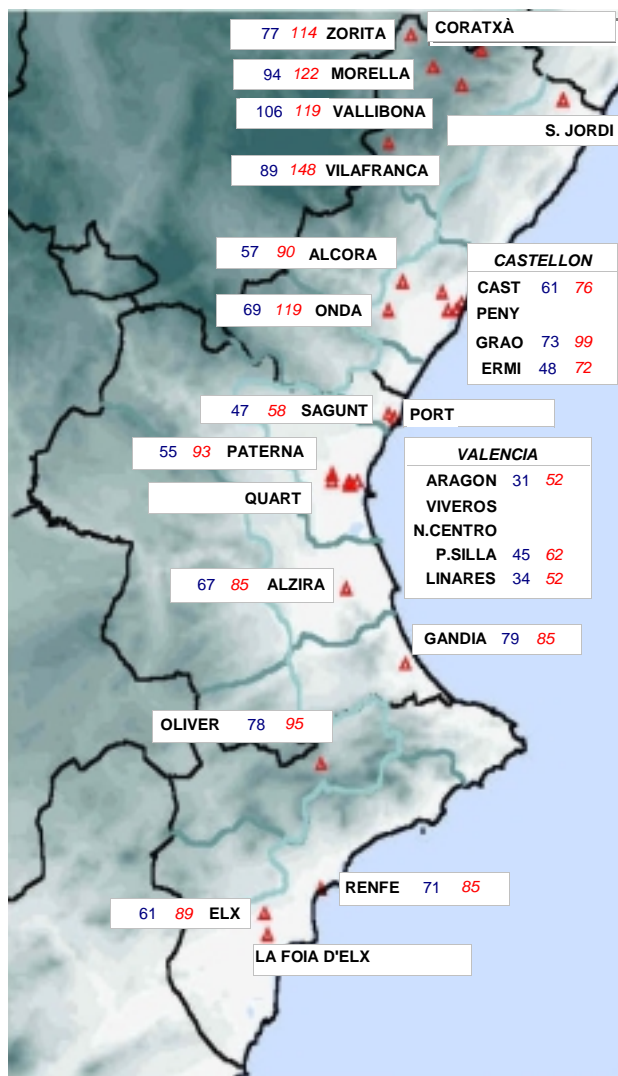 77 114 ZORITA
CORATXÀ
94 122 MORELLA
106 119 VALLIBONA
S. JORDI
89 148 VILAFRANCA
57 90 ALCORA
69 119 ONDA
CASTELLON
CAST 61 76
PENY
GRAO 73 99
ERMI 48 72
47 58 SAGUNT
PORT
55 93 PATERNA
QUART
VALENCIA
ARAGON 31 52
VIVEROS
N.CENTRO
P.SILLA 45 62
LINARES 34 52
67 85 ALZIRA
GANDIA 79 85
OLIVER 78 95
RENFE 71 85
61 89 ELX
LA FOIA D'ELX